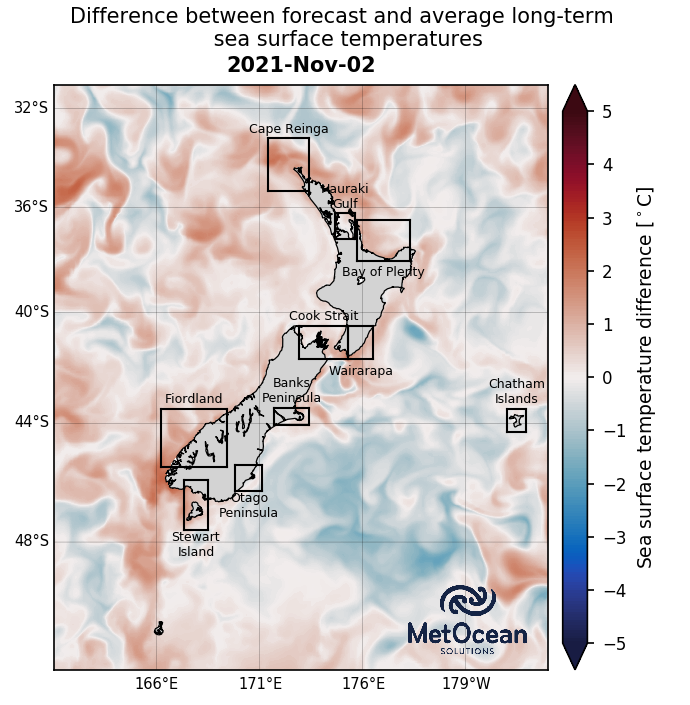 Difference between forecast and average long-term
sea surface temperatures
2021-Nov-02
32°S
36°S
40°S
44°S
48°S
Cape Reinga
Hauraki
Gulf
Bay of Plenty
Cook Strait
Wairarapa
Banks
Peninsula
Fiordland
Chatham
Islands
Otago
Peninsula
Stewart
Island
MetOcean
SOLUTIONS
166°E
171°E
176°E
179°W
5
4
3
2
1
0
−1
−2
−3
−4
−5
Sea surface temperature difference [°C]